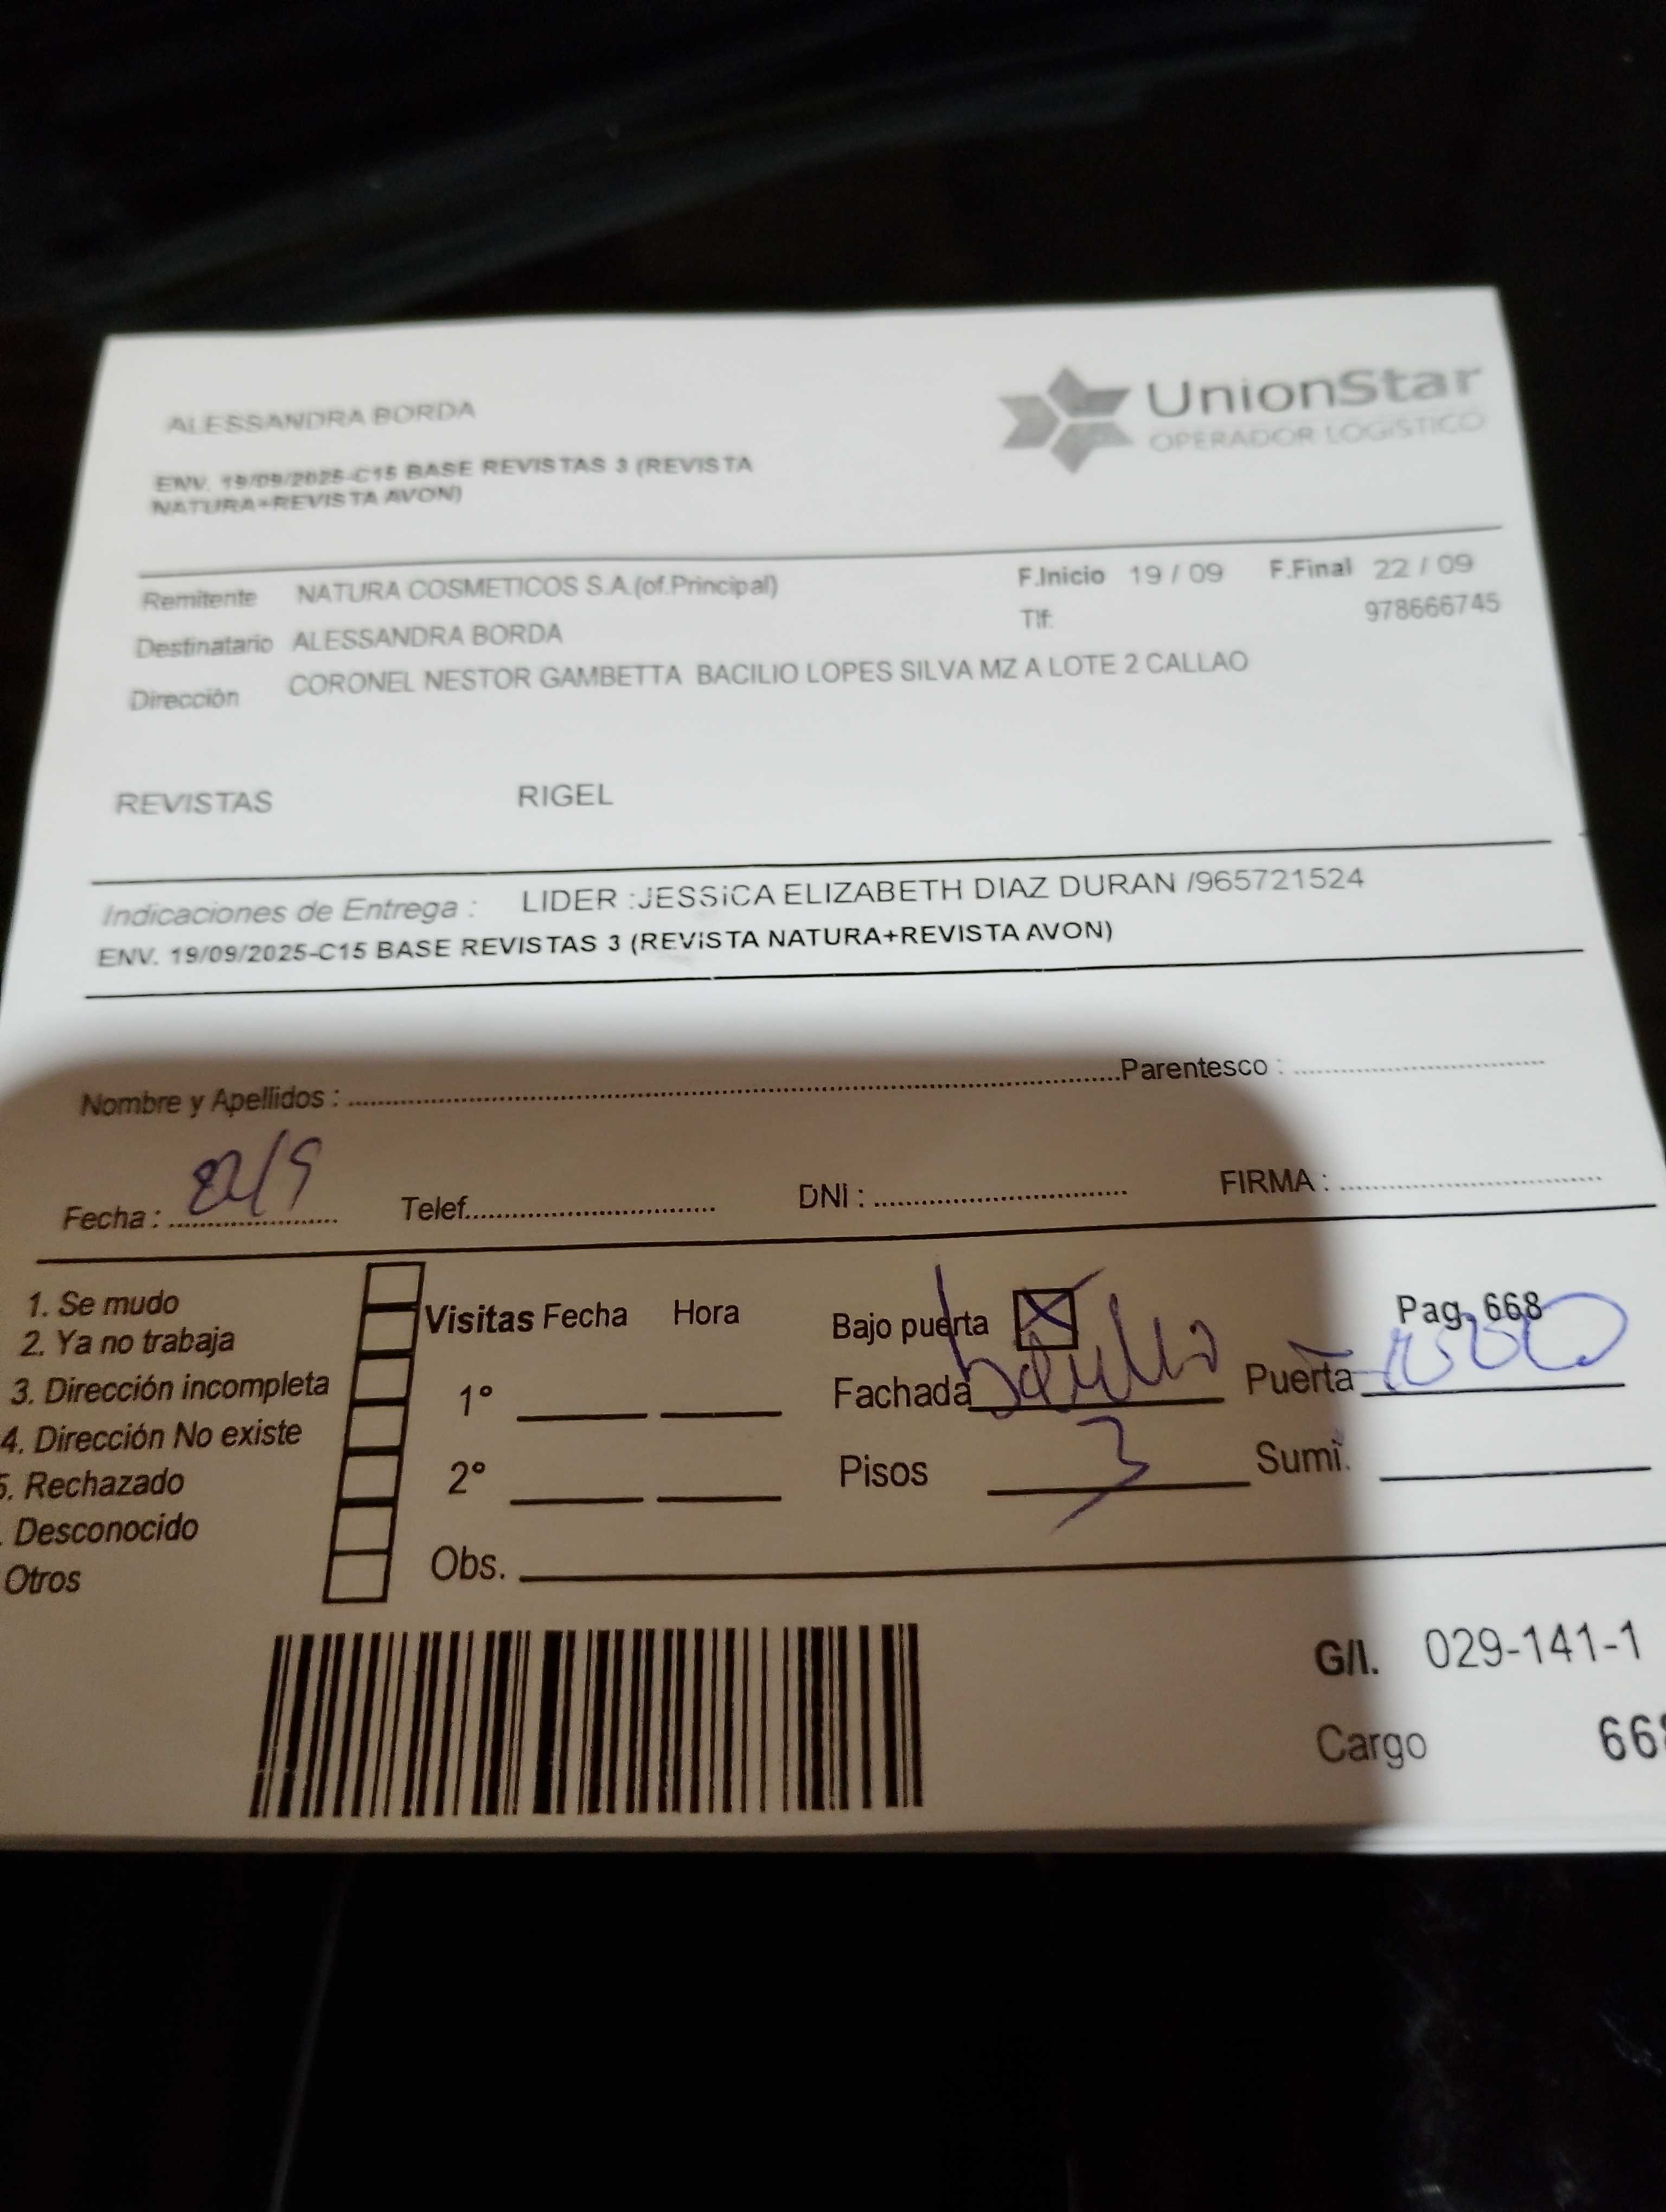 ALESSANDRA BORDA
UnionStar
OPERADOR LOGÍSTICO
ENV. 19/09/2025-C15 BASE REVISTAS 3 (REVISTA
NATURA+REVISTA AVON)
Remitente NATURA COSMETICOS S.A.(of.Principal) F.Inicio 19 / 09 F.Final 22 / 09
Destinatario ALESSANDRA BORDA Tlf: 978666745
Dirección CORONEL NESTOR GAMBETTA BACILIO LOPES SILVA MZ A LOTE 2 CALLAO
REVISTAS RIGEL
Indicaciones de Entrega : LIDER :JESSiCA ELIZABETH DIAZ DURAN /965721524
ENV. 19/09/2025-C15 BASE REVISTAS 3 (REVISTA NATURA+REVISTA AVON)
Nombre y Apellidos : Parentesco :
Fecha : 22/9 Telef. DNI : FIRMA :
1. Se mudo
2. Ya no trabaja
3. Dirección incompleta
4. Dirección No existe
5. Rechazado
. Desconocido
Otros
Visitas Fecha Hora
1°
2°
Obs.
Bajo puerta X Pag. 668
Fachada Puerta
Pisos 3 Sumi.
G/I. 029-141-1
Cargo 66